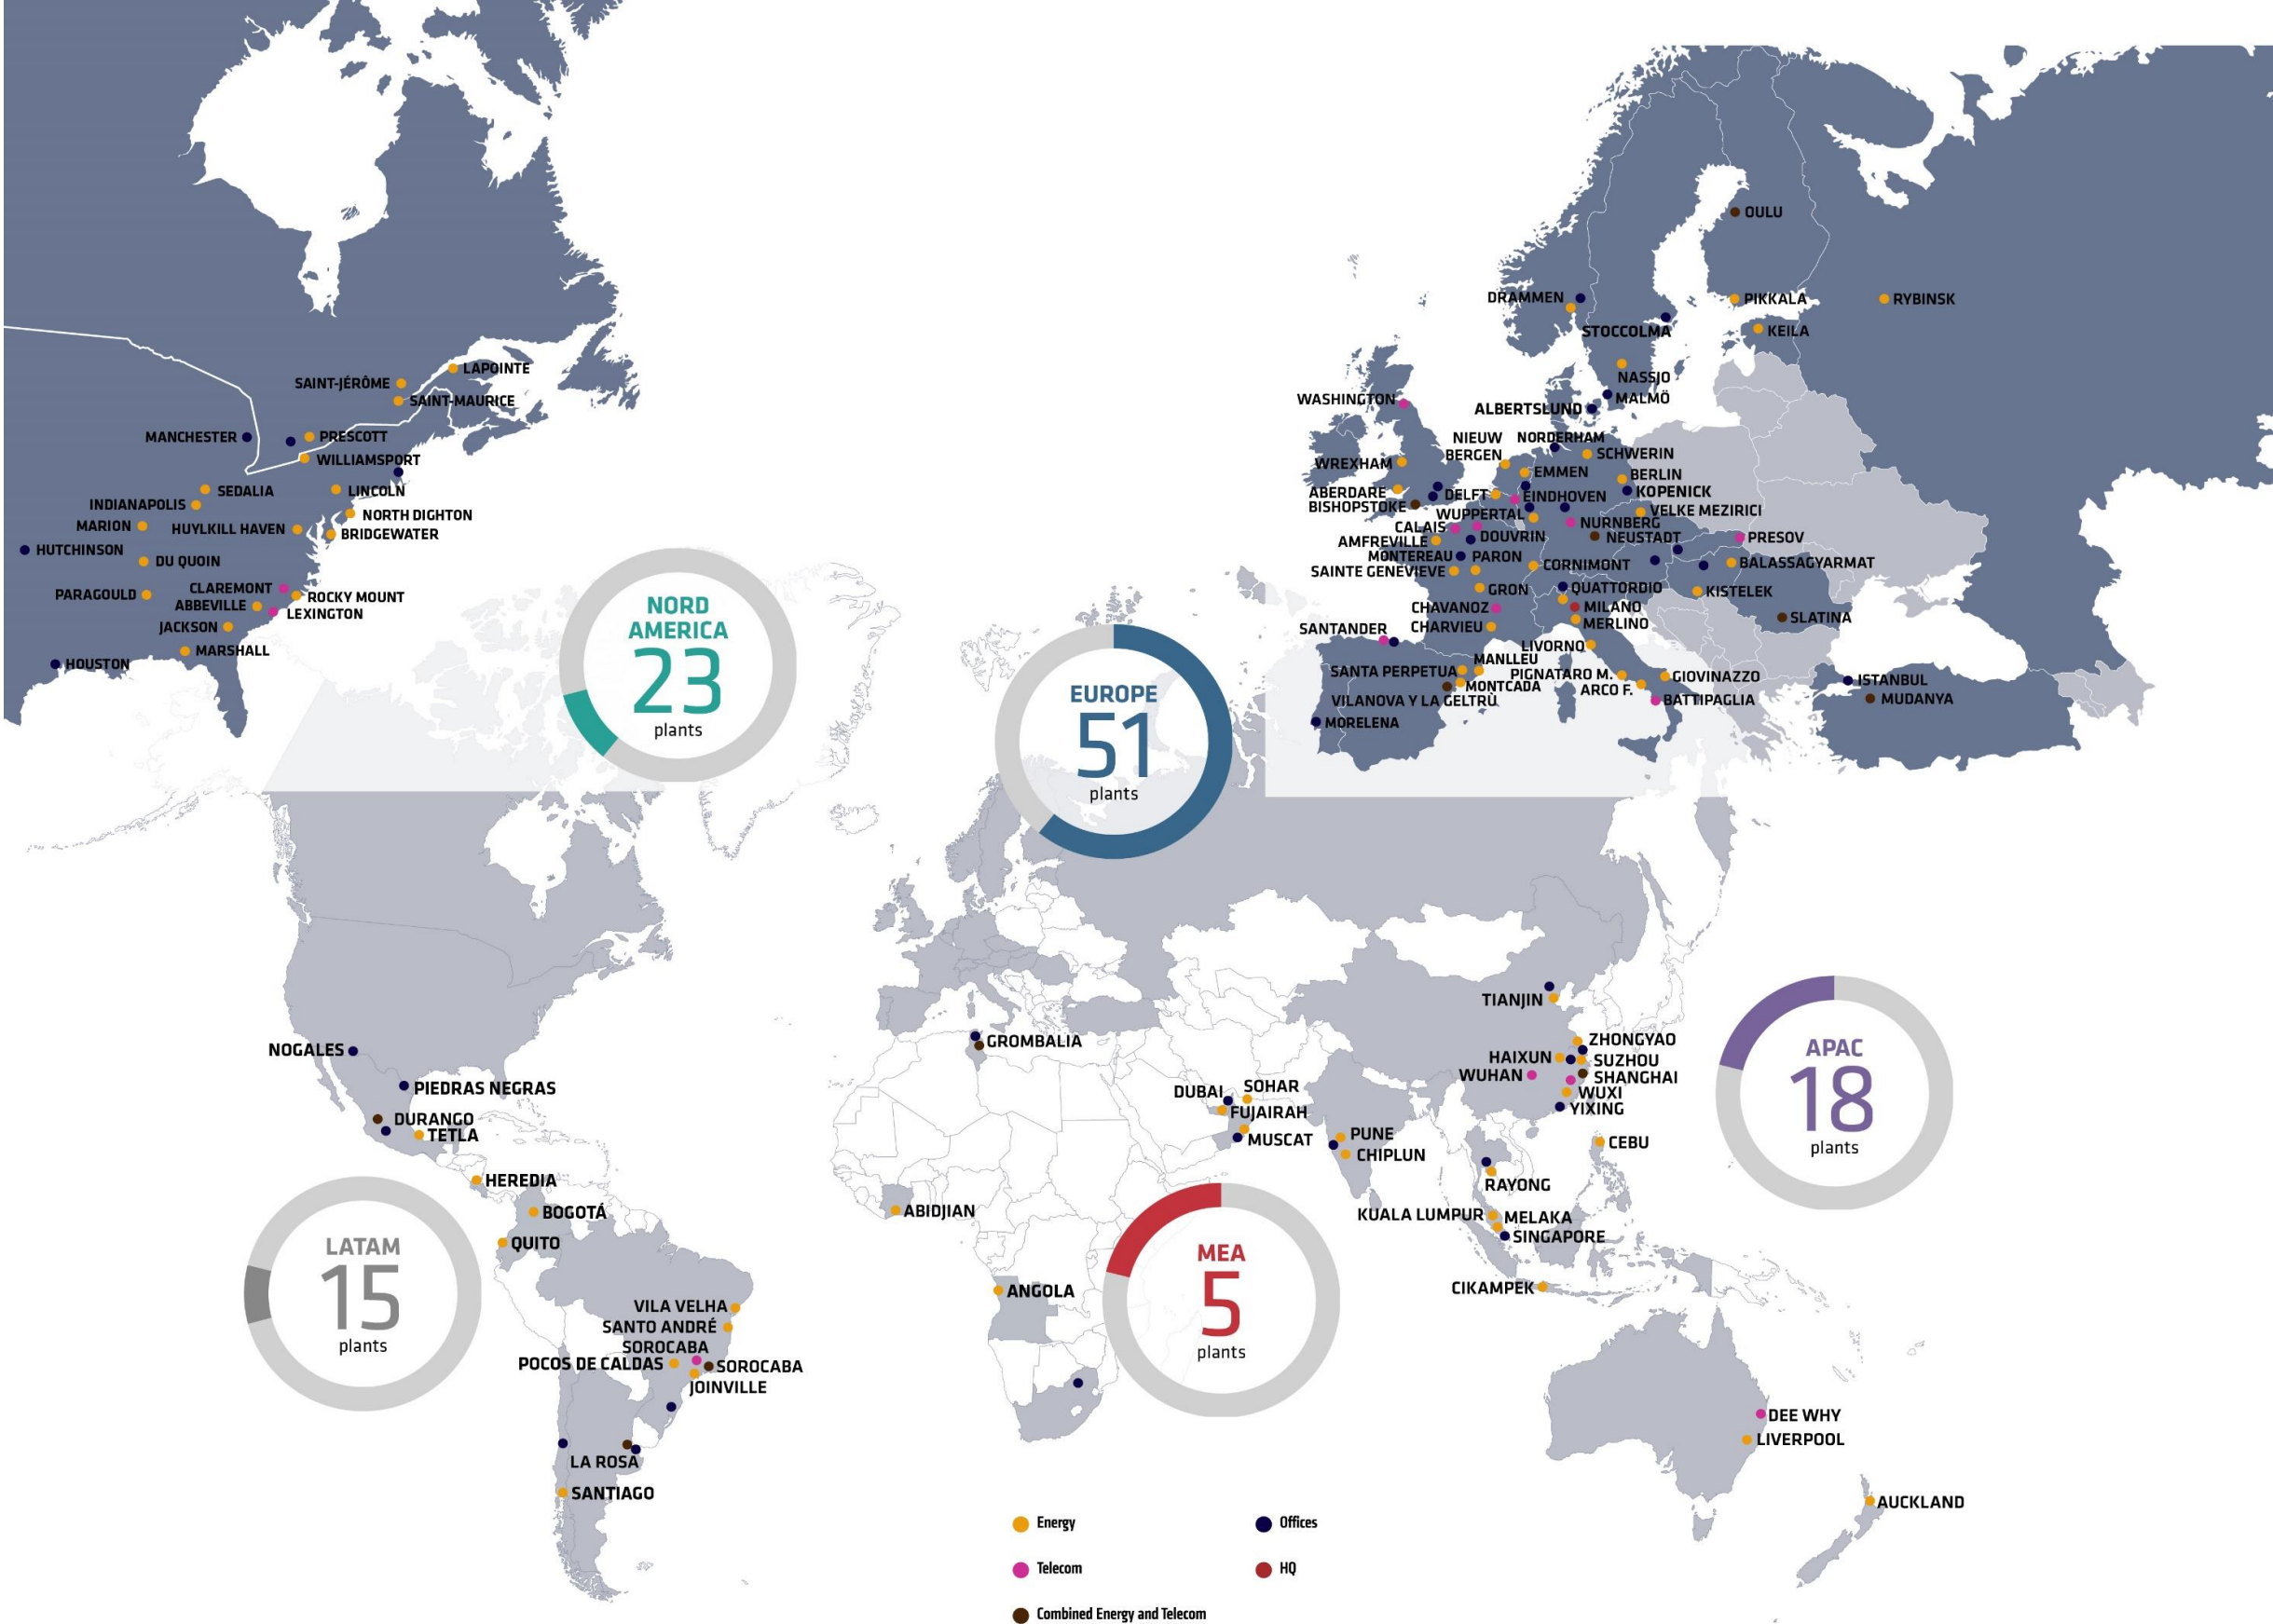 OULU
DRAMMEN
PIKKALA
RYBINSK
STOCCOLMA
KEILA
LAPOINTE
SAINT-JÉRÔME
SAINT-MAURICE
NASSJO
MALMÖ
WASHINGTON
ALBERTSLUND
MANCHESTER
PRESCOTT
WILLIAMSPORT
NIEUW
BERGEN
NORDERHAM
SCHWERIN
WREXHAM
EMMEN
BERLIN
SEDALIA
LINCOLN
INDIANAPOLIS
NORTH DIGHTON
MARION
HUYLKILL HAVEN
BRIDGEWATER
HUTCHINSON
DU QUOIN
PARAGOULD
CLAREMONT
ROCKY MOUNT
ABBEVILLE
LEXINGTON
JACKSON
MARSHALL
HOUSTON
ABERDARE
DELFT
EINDHOVEN
KOPENICK
BISHOPSTOKE
WUPPERTAL
VELKE MEZIRICI
CALAIS
NURNBERG
AMFREVILLE
DOUVRIN
NEUSTADT
PRESOV
MONTEREAU
PARON
SAINTE GENEVIEVE
CORNIMONT
BALASSAGYARMAT
GRON
QUATTORDIO
KISTELEK
CHAVANOZ
MILANO
SLATINA
CHARVIEU
MERLINO
SANTANDER
LIVORNO
MANLLEU
SANTA PERPETUA
PIGNATARO M.
GIOVINAZZO
ISTANBUL
MONTCADA
ARCO F.
MUDANYA
VILANOVA Y LA GELTRÙ
BATTIPAGLIA
MORELENA
NORD
AMERICA
23
plants
EUROPE
51
plants
TIANJIN
GROMBALIA
ZHONGYAO
HAIXUN
SUZHOU
WUHAN
SHANGHAI
WUXI
YIXING
APAC
18
plants
NOGALES
PIEDRAS NEGRAS
DURANGO
TETLA
DUBAI
SOHAR
FUJAIRAH
MUSCAT
PUNE
CHIPLUN
CEBU
RAYONG
HEREDIA
BOGOTÁ
QUITO
ABIDJIAN
KUALA LUMPUR
MELAKA
SINGAPORE
LATAM
15
plants
MEA
5
plants
ANGOLA
CIKAMPEK
VILA VELHA
SANTO ANDRÉ
SOROCABA
POCOS DE CALDAS
SOROCABA
JOINVILLE
LA ROSA
SANTIAGO
DEE WHY
LIVERPOOL
AUCKLAND
Energy
Offices
Telecom
HQ
Combined Energy and Telecom